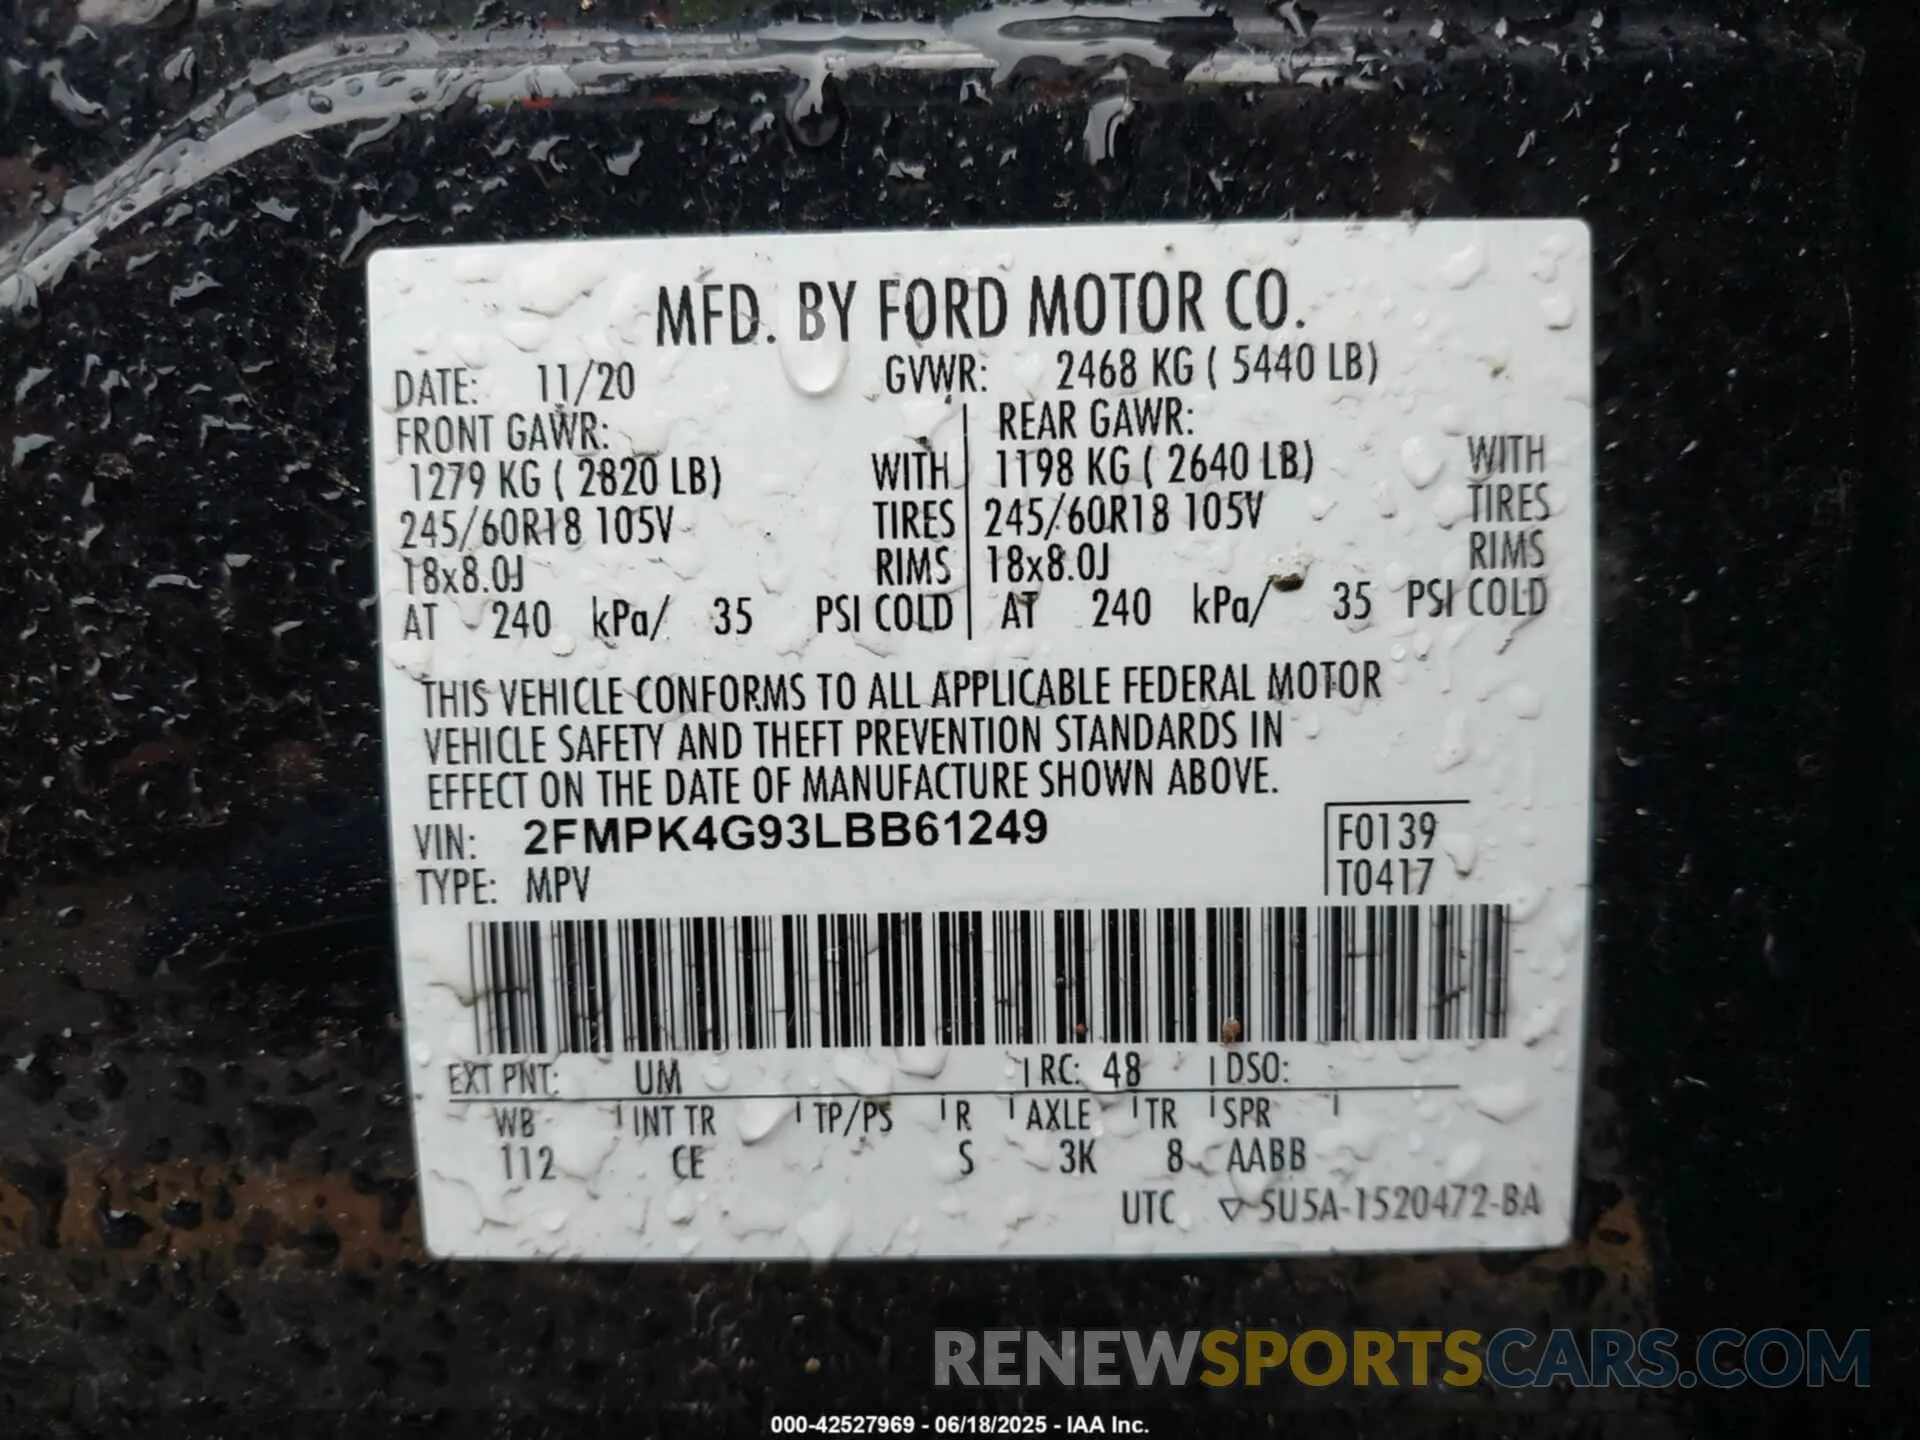 MFD. BY FORD MOTOR CO.
DATE: 11/20 GVWR: 2468 KG ( 5440 LB)
FRONT GAWR: REAR GAWR:
1279 KG ( 2820 LB) WITH 1198 KG ( 2640 LB) WITH
245/60R18 105V TIRES 245/60R18 105V TIRES
18x8.0J RIMS 18x8.0J RIMS
AT 240 kPa/ 35 PSI COLD AT 240 kPa/ 35 PSI COLD
THIS VEHICLE CONFORMS TO ALL APPLICABLE FEDERAL MOTOR
VEHICLE SAFETY AND THEFT PREVENTION STANDARDS IN
EFFECT ON THE DATE OF MANUFACTURE SHOWN ABOVE.
VIN: 2FMPK4G93LBB61249 F0139
TYPE: MPV T0417
EXT PNT: UM RC: 48 DSO:
WB INT TR TP/PS R AXLE TR SPR
112 CE S 3K 8 AABB
UTC ▽ 5U5A-1520472-BA
RENEWSPORTSCARS.COM
000-42527969 - 06/18/2025 - IAA Inc.